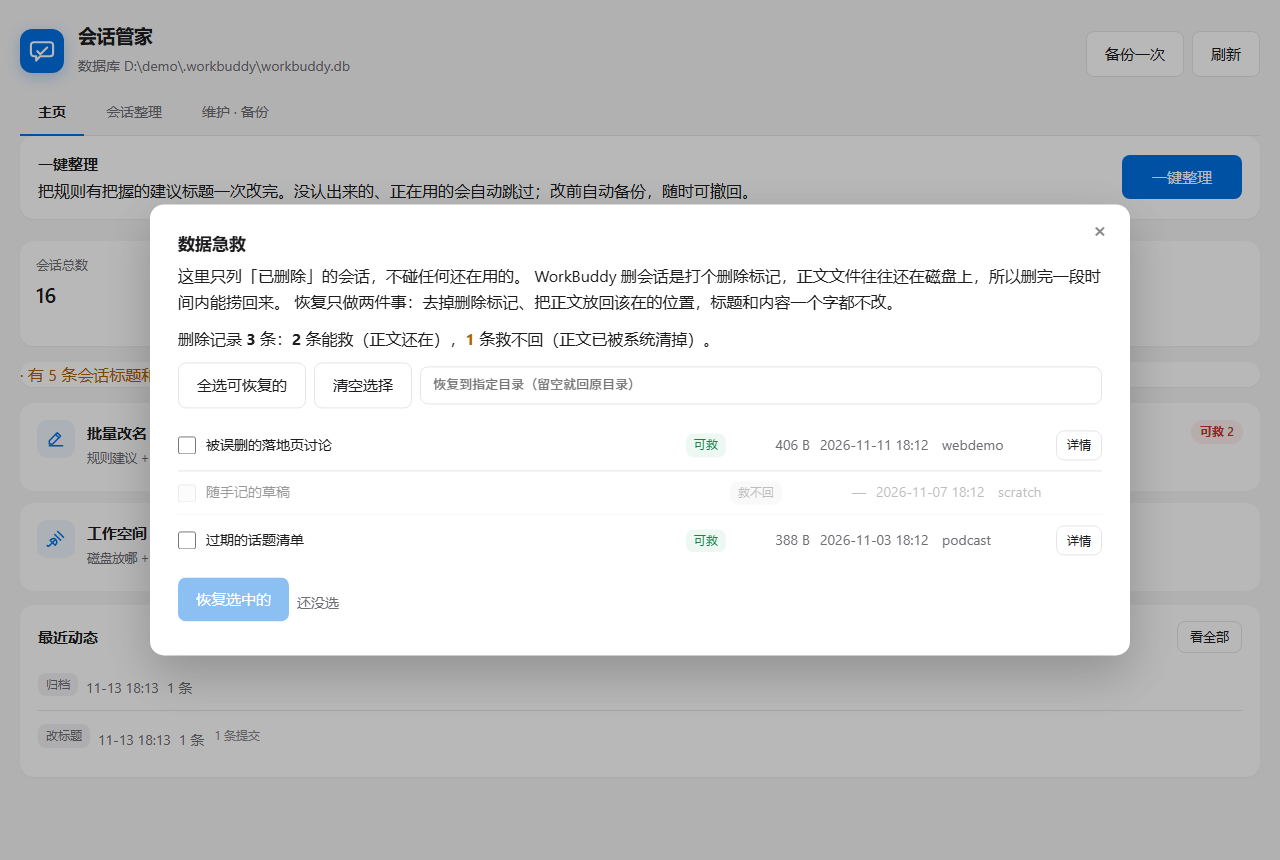 会话管家
数据库 D:\demo\.workbuddy\workbuddy.db
备份一次
刷新
主页
会话整理
维护 · 备份
一键整理
把规则有把握的建议标题一次改完。没认出来的、正在用的会自动跳过；改前自动备份，随时可撤回。
一键整理
会话总数
16
· 有 5 条会话标题和
批量改名
规则建议 +
可救 2
工作空间
磁盘放哪 +
数据急救
×
这里只列「已删除」的会话，不碰任何还在用的。 WorkBuddy 删会话是打个删除标记，正文文件往往还在磁盘上，所以删完一段时
间内能捞回来。 恢复只做两件事：去掉删除标记、把正文放回该在的位置，标题和内容一个字都不改。
删除记录 3 条：2 条能救（正文还在），1 条救不回（正文已被系统清掉）。
全选可恢复的
清空选择
恢复到指定目录（留空就回原目录）
被误删的落地页讨论 可救 406 B 2026-11-11 18:12 webdemo 详情
随手记的草稿 救不回 — 2026-11-07 18:12 scratch
过期的话题清单 可救 388 B 2026-11-03 18:12 podcast 详情
恢复选中的 还没选
最近动态
看全部
归档 11-13 18:13 1 条
改标题 11-13 18:13 1 条 1 条提交